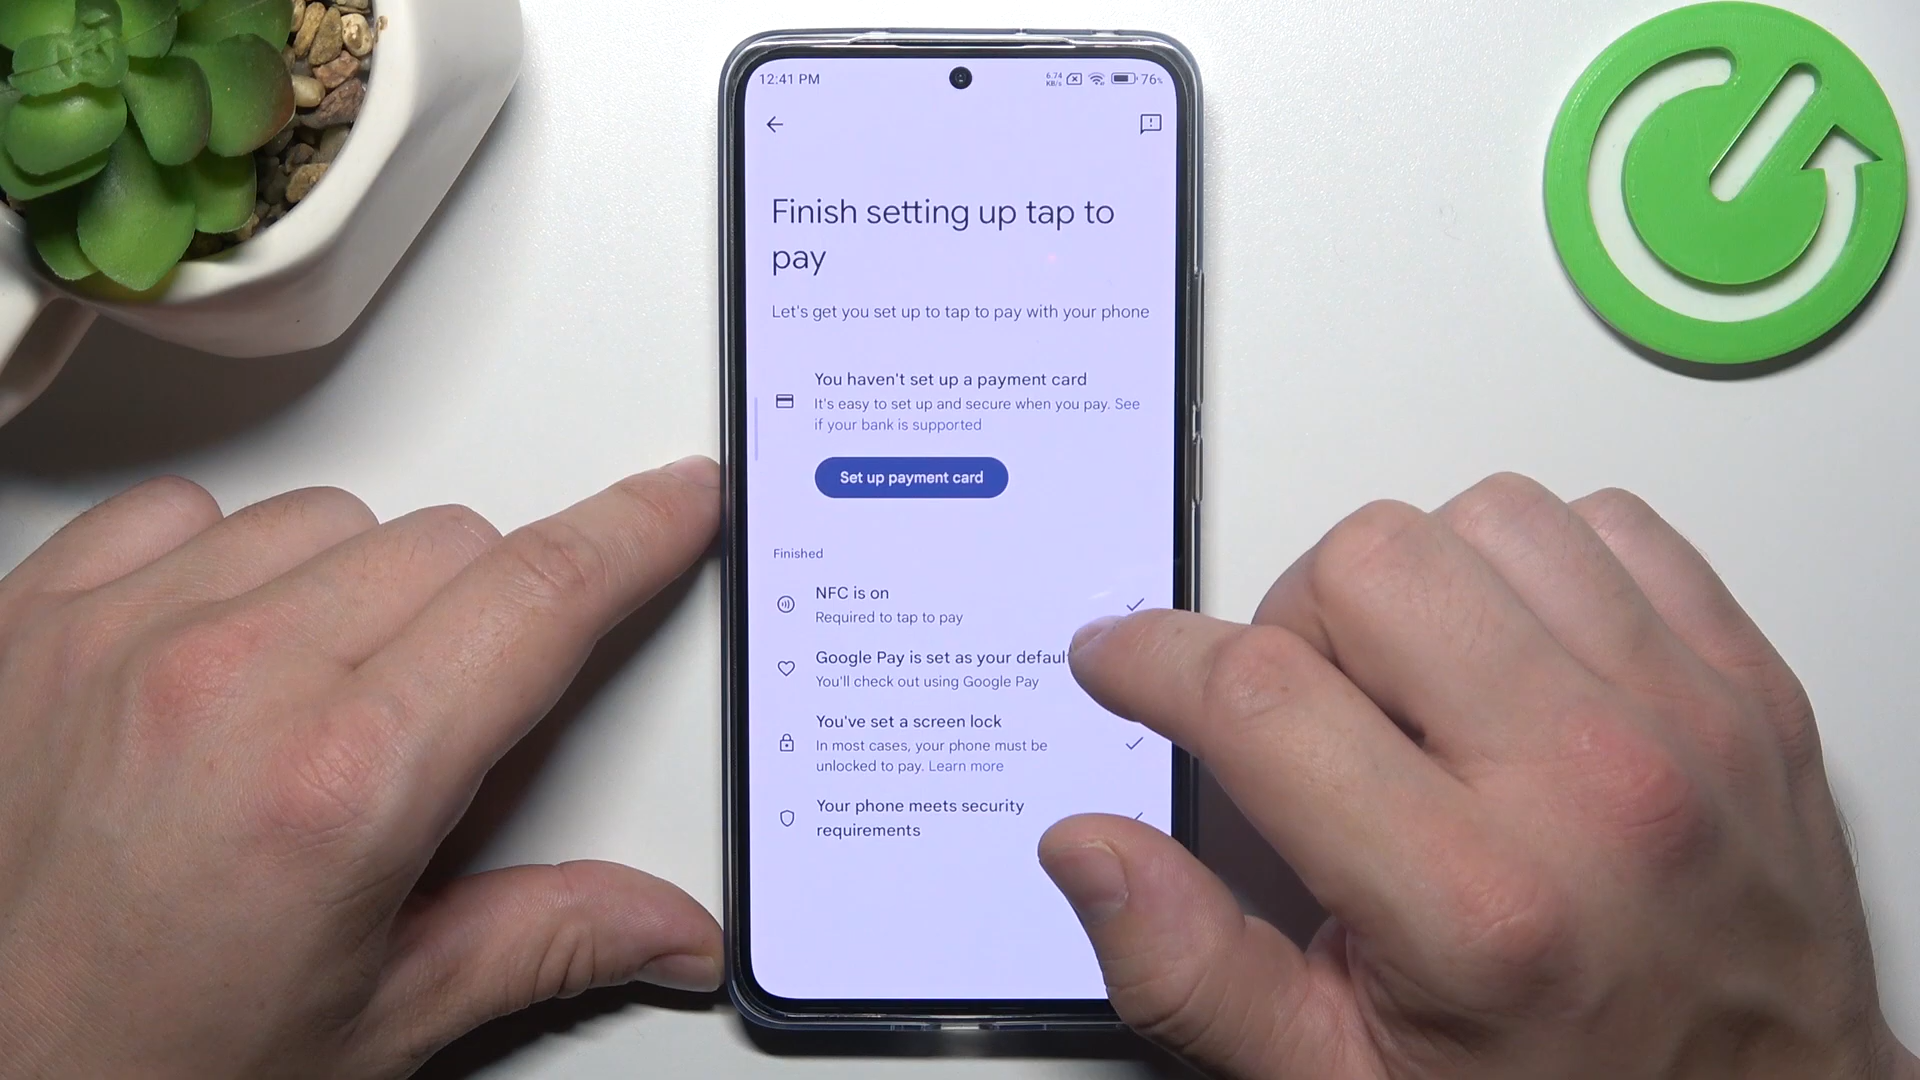 12:41 PM
6.74
KB/s
76%
Finish setting up tap to
pay
Let's get you set up to tap to pay with your phone
You haven't set up a payment card
It's easy to set up and secure when you pay. See
if your bank is supported
Set up payment card
Finished
NFC is on
Required to tap to pay
Google Pay is set as your default
You'll check out using Google Pay
You've set a screen lock
In most cases, your phone must be
unlocked to pay. Learn more
Your phone meets security
requirements